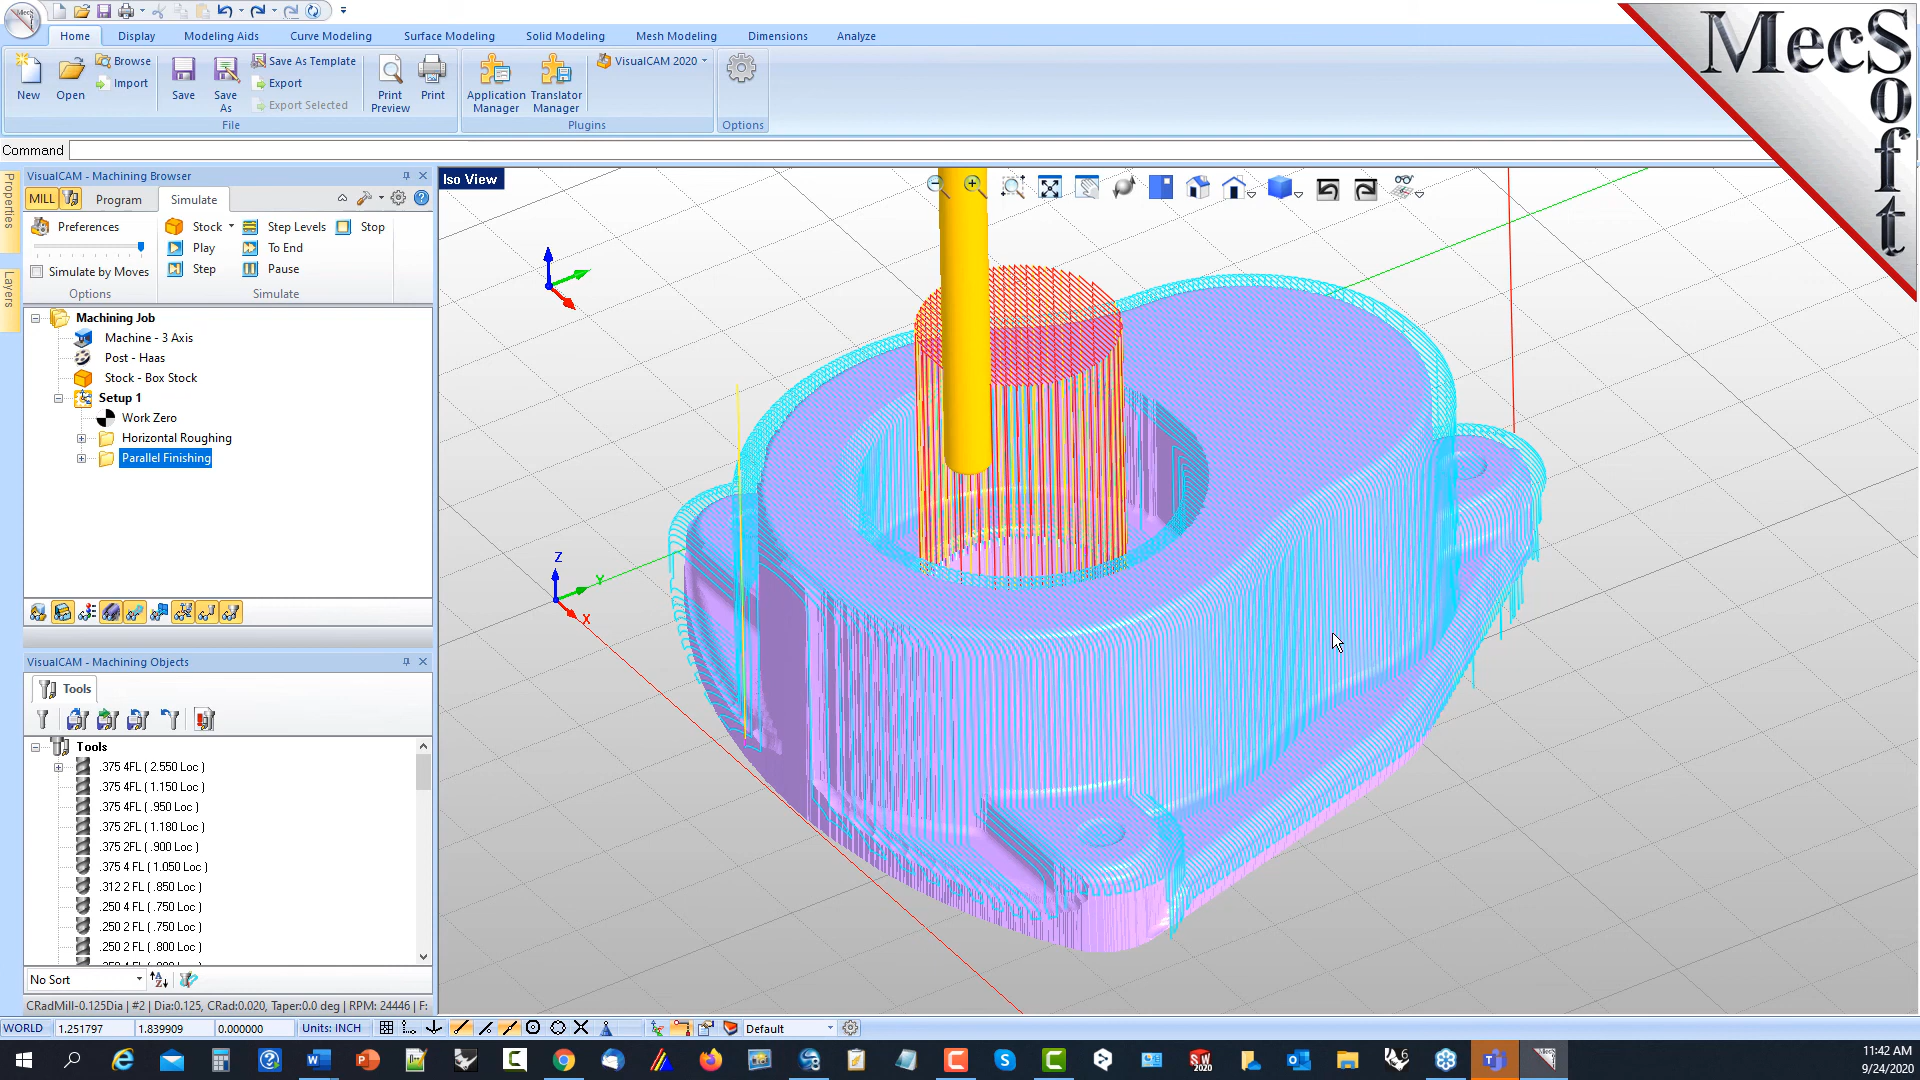 Home
Display
Modeling Aids
Curve Modeling
Surface Modeling
Solid Modeling
Mesh Modeling
Dimensions
Analyze
New
Open
Browse
Import
Save
Save As
Save As Template
Export
Export Selected
Print Preview
Print
File
Application Manager
Translator Manager
VisualCAM 2020
Plugins
Options
MecSoft
Command
Properties
Layers
VisualCAM - Machining Browser
MILL
Program
Simulate
Preferences
Simulate by Moves
Options
Stock
Step Levels
Stop
Play
To End
Step
Pause
Simulate
Machining Job
Machine - 3 Axis
Post - Haas
Stock - Box Stock
Setup 1
Work Zero
Horizontal Roughing
Parallel Finishing
Iso View
Z
Y
X
VisualCAM - Machining Objects
Tools
Tools
.375 4FL ( 2.550 Loc )
.375 4FL ( 1.150 Loc )
.375 4FL ( .950 Loc )
.375 2FL ( 1.180 Loc )
.375 2FL ( .900 Loc )
.375 4 FL ( 1.050 Loc )
.312 2 FL ( .850 Loc )
.250 4 FL ( .750 Loc )
.250 2 FL ( .750 Loc )
.250 2 FL ( .800 Loc )
No Sort
CRadMill-0.125Dia | #2 | Dia:0.125, CRad:0.020, Taper:0.0 deg | RPM: 24446 | F:
WORLD 1.251797 1.839909 0.000000 Units: INCH
Default
11:42 AM
9/24/2020